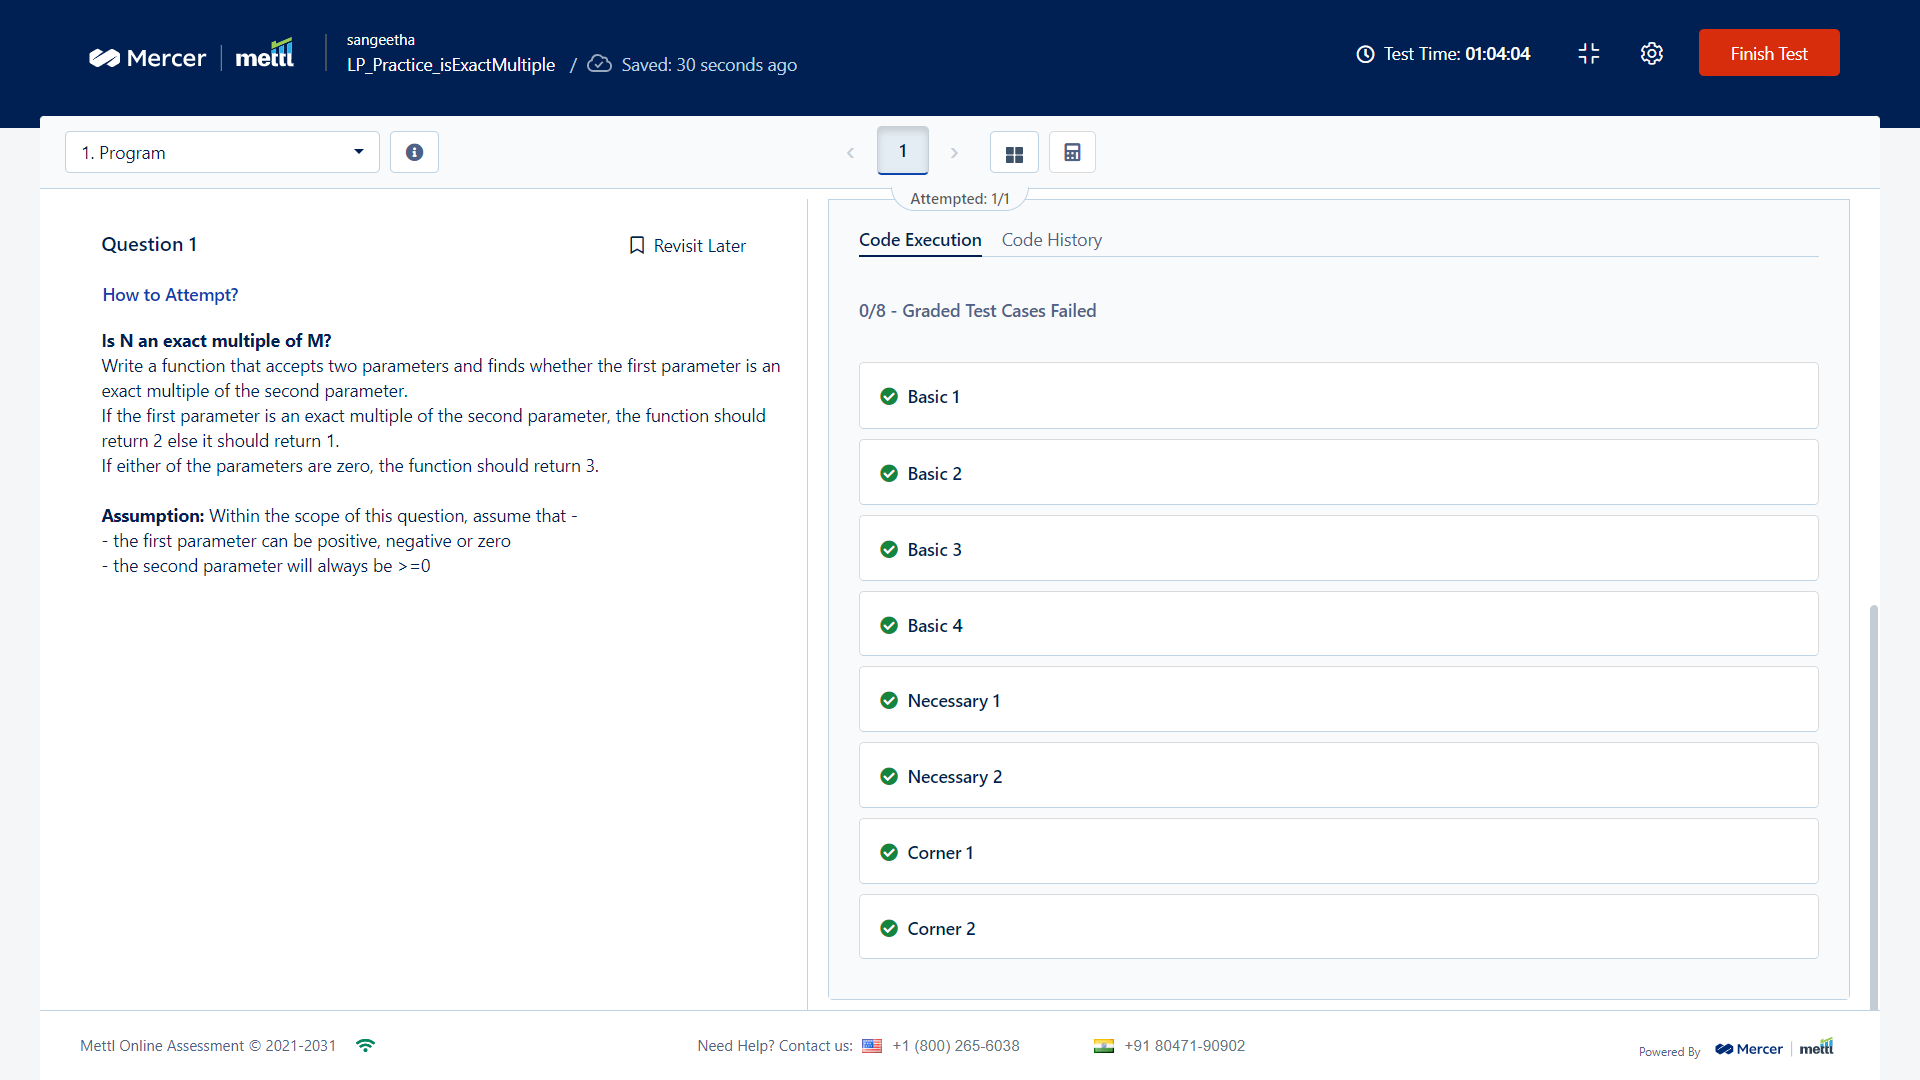 Mercer
mettl
sangeetha
LP_Practice_isExactMultiple / Saved: 30 seconds ago
Test Time: 01:04:04
Finish Test
1. Program
1
Attempted: 1/1
Question 1
Revisit Later
How to Attempt?
Is N an exact multiple of M?
Write a function that accepts two parameters and finds whether the first parameter is an
exact multiple of the second parameter.
If the first parameter is an exact multiple of the second parameter, the function should
return 2 else it should return 1.
If either of the parameters are zero, the function should return 3.
Assumption: Within the scope of this question, assume that -
- the first parameter can be positive, negative or zero
- the second parameter will always be >=0
Code Execution
Code History
0/8 - Graded Test Cases Failed
Basic 1
Basic 2
Basic 3
Basic 4
Necessary 1
Necessary 2
Corner 1
Corner 2
Mettl Online Assessment © 2021-2031
Need Help? Contact us: +1 (800) 265-6038
+91 80471-90902
Powered By
Mercer
mettl